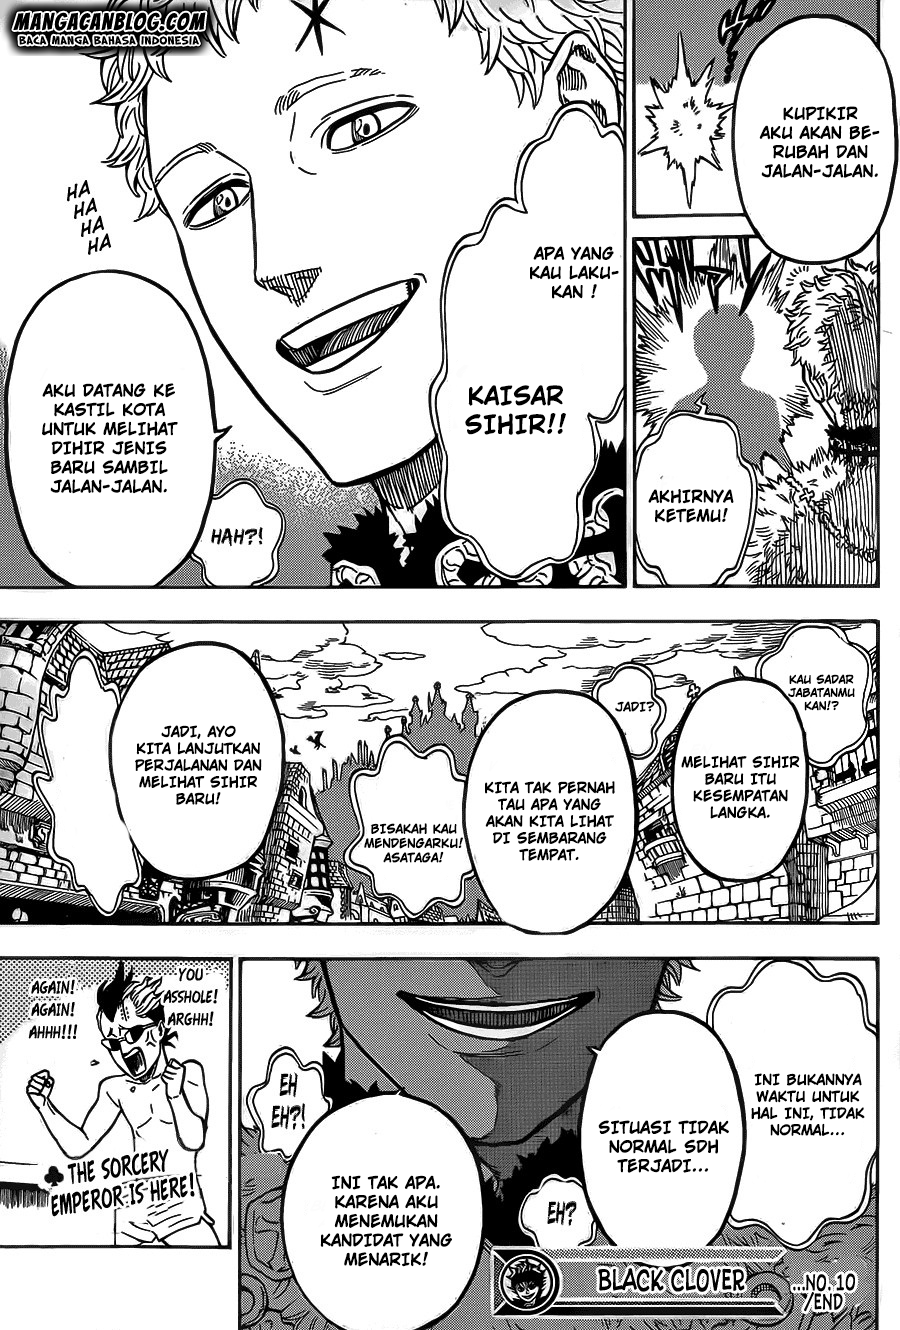 MANGACANBLOG.COM
BACA MANGA BAHASA INDONESIA
KUPIKIR
AKU AKAN BE-
RUBAH DAN
JALAN-JALAN.
AKHIRNYA
KETEMU!
APA YANG
KAU LAKU-
KAN !
KAISAR
SIHIR!!
HA
HA
HA
HA
AKU DATANG KE
KASTIL KOTA
UNTUK MELIHAT
DIHIR JENIS
BARU SAMBIL
JALAN-JALAN.
HAH?!
KAU SADAR
JABATANMU
KAN!?
MELIHAT SIHIR
BARU ITU
KESEMPATAN
LANGKA.
JADI?
KITA TAK PERNAH
TAU APA YANG
AKAN KITA LIHAT
DI SEMBARANG
TEMPAT.
BISAKAH KAU
MENDENGARKU!
ASATAGA!
JADI, AYO
KITA LANJUTKAN
PERJALANAN DAN
MELIHAT SIHIR
BARU!
INI BUKANNYA
WAKTU UNTUK
HAL INI, TIDAK
NORMAL...
SITUASI TIDAK
NORMAL SDH
TERJADI...
EH?
EH
EH?!
INI TAK APA.
KARENA AKU
MENEMUKAN
KANDIDAT YANG
MENARIK!
YOU
ASSHOLE!
ARGHH!
AGAIN!
AGAIN!
AHHH!!!
THE SORCERY
EMPEROR IS HERE!
BLACK CLOVER
...NO. 10
/END